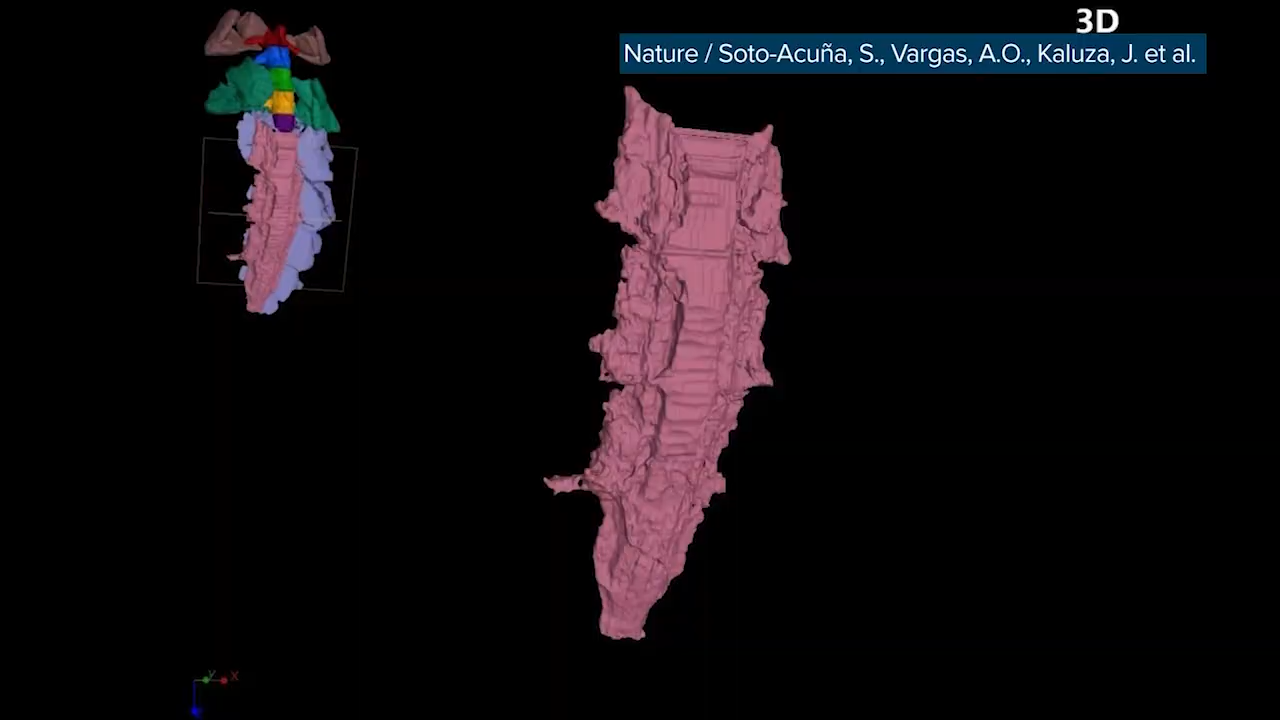 3D
Nature / Soto-Acuña, S., Vargas, A.O., Kaluza, J. et al.
y x